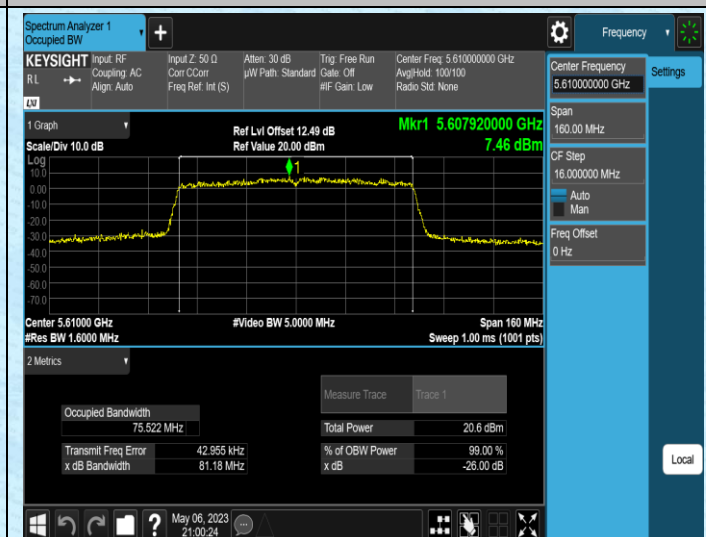 Spectrum Analyzer 1
Occupied BW
+
Frequency
KEYSIGHT
R L
LXI
Input: RF
Coupling: AC
Align: Auto
Input Z: 50 Ω
Corr CCorr
Freq Ref: Int (S)
Atten: 30 dB
µW Path: Standard
Trig: Free Run
Gate: Off
#IF Gain: Low
Center Freq: 5.610000000 GHz
Avg|Hold: 100/100
Radio Std: None
Center Frequency
5.610000000 GHz
Settings
Span
160.00 MHz
CF Step
16.000000 MHz
Auto
Man
Freq Offset
0 Hz
Local
1 Graph
Scale/Div 10.0 dB
Ref Lvl Offset 12.49 dB
Ref Value 20.00 dBm
Mkr1 5.607920000 GHz
7.46 dBm
Log
10.0
0.00
-10.0
-20.0
-30.0
-40.0
-50.0
-60.0
-70.0
1
Center 5.61000 GHz
#Res BW 1.6000 MHz
#Video BW 5.0000 MHz
Span 160 MHz
Sweep 1.00 ms (1001 pts)
2 Metrics
Measure Trace
Trace 1
Occupied Bandwidth
75.522 MHz
Total Power
20.6 dBm
Transmit Freq Error
42.955 kHz
% of OBW Power
99.00 %
x dB Bandwidth
81.18 MHz
x dB
-26.00 dB
?
May 06, 2023
21:00:24